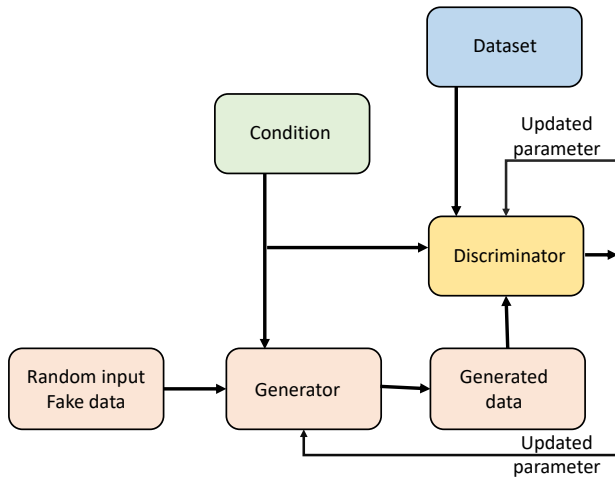 Dataset
Condition
Updated
parameter
Discriminator
Random input
Fake data
Generator
Generated
data
Updated
parameter